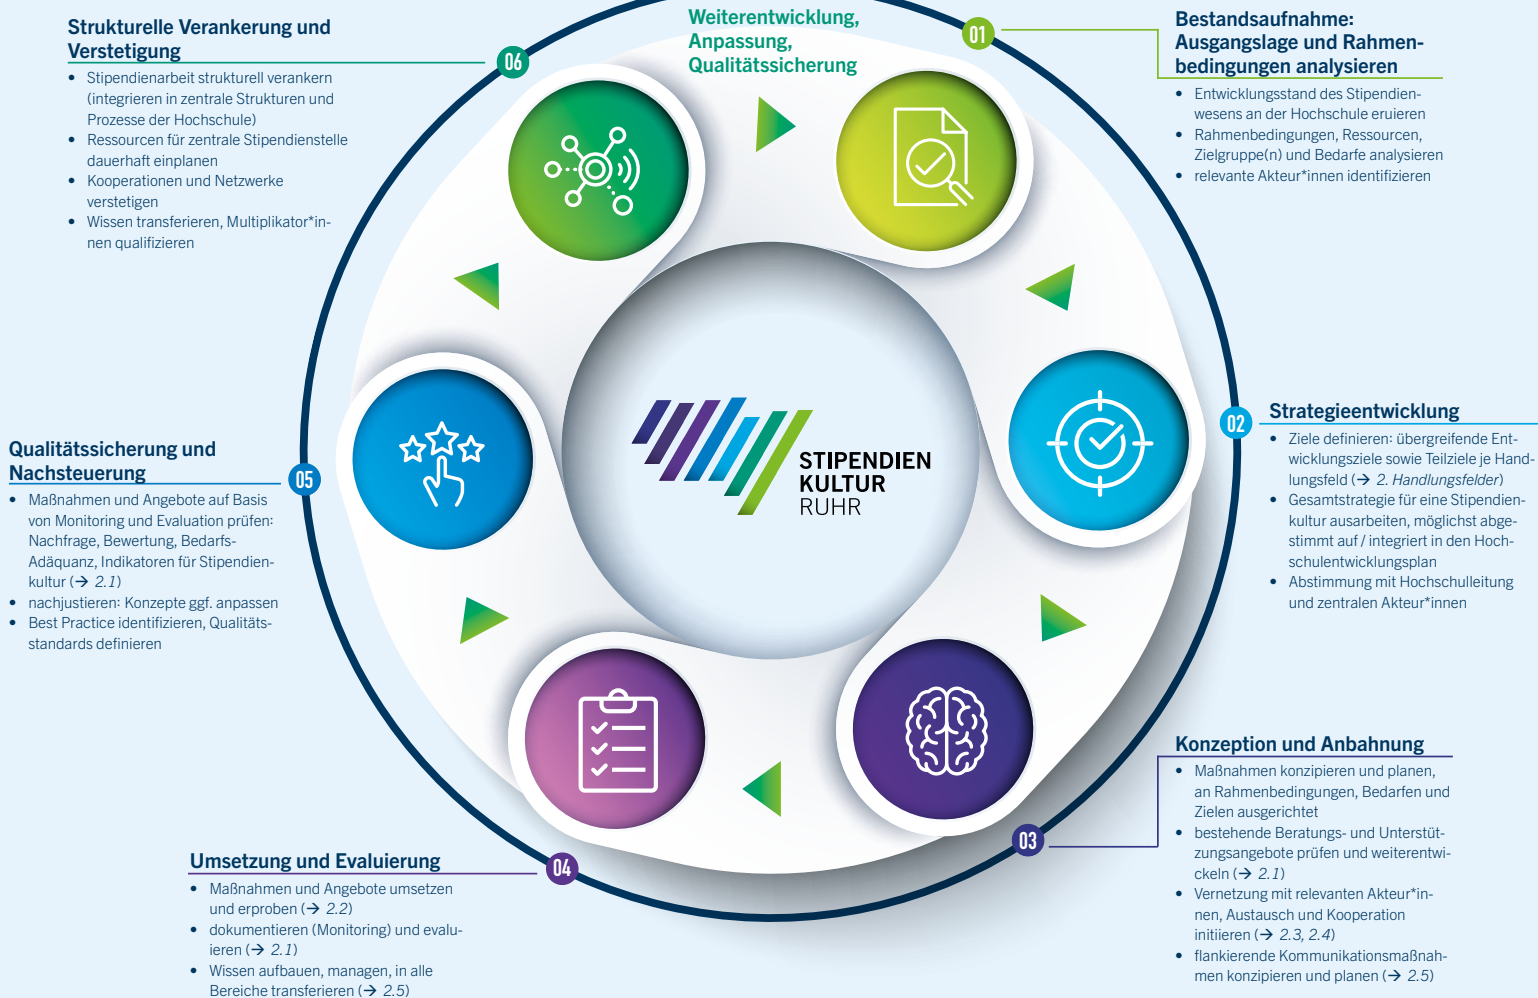 Weiterentwicklung,
Anpassung,
Qualitätssicherung
01
Bestandsaufnahme:
Ausgangslage und Rahmen-
bedingungen analysieren
• Entwicklungsstand des Stipendien-
wesens an der Hochschule eruieren
• Rahmenbedingungen, Ressourcen,
Zielgruppe(n) und Bedarfe analysieren
• relevante Akteur*innen identifizieren
02
Strategieentwicklung
• Ziele definieren: übergreifende Ent-
wicklungsziele sowie Teilziele je Hand-
lungsfeld (→ 2. Handlungsfelder)
• Gesamtstrategie für eine Stipendien-
kultur ausarbeiten, möglichst abge-
stimmt auf / integriert in den Hoch-
schulentwicklungsplan
• Abstimmung mit Hochschulleitung
und zentralen Akteur*innen
03
Konzeption und Anbahnung
• Maßnahmen konzipieren und planen,
an Rahmenbedingungen, Bedarfen und
Zielen ausgerichtet
• bestehende Beratungs- und Unterstüt-
zungsangebote prüfen und weiterentwi-
ckeln (→ 2.1)
• Vernetzung mit relevanten Akteur*in-
nen, Austausch und Kooperation
initiieren (→ 2.3, 2.4)
• flankierende Kommunikationsmaßnah-
men konzipieren und planen (→ 2.5)
04
Umsetzung und Evaluierung
• Maßnahmen und Angebote umsetzen
und erproben (→ 2.2)
• dokumentieren (Monitoring) und evalu-
ieren (→ 2.1)
• Wissen aufbauen, managen, in alle
Bereiche transferieren (→ 2.5)
05
Qualitätssicherung und
Nachsteuerung
• Maßnahmen und Angebote auf Basis
von Monitoring und Evaluation prüfen:
Nachfrage, Bewertung, Bedarfs-
Adäquanz, Indikatoren für Stipendien-
kultur (→ 2.1)
• nachjustieren: Konzepte ggf. anpassen
• Best Practice identifizieren, Qualitäts-
standards definieren
06
Strukturelle Verankerung und
Verstetigung
• Stipendienarbeit strukturell verankern
(integrieren in zentrale Strukturen und
Prozesse der Hochschule)
• Ressourcen für zentrale Stipendienstelle
dauerhaft einplanen
• Kooperationen und Netzwerke
verstetigen
• Wissen transferieren, Multiplikator*in-
nen qualifizieren
STIPENDIEN
KULTUR
RUHR